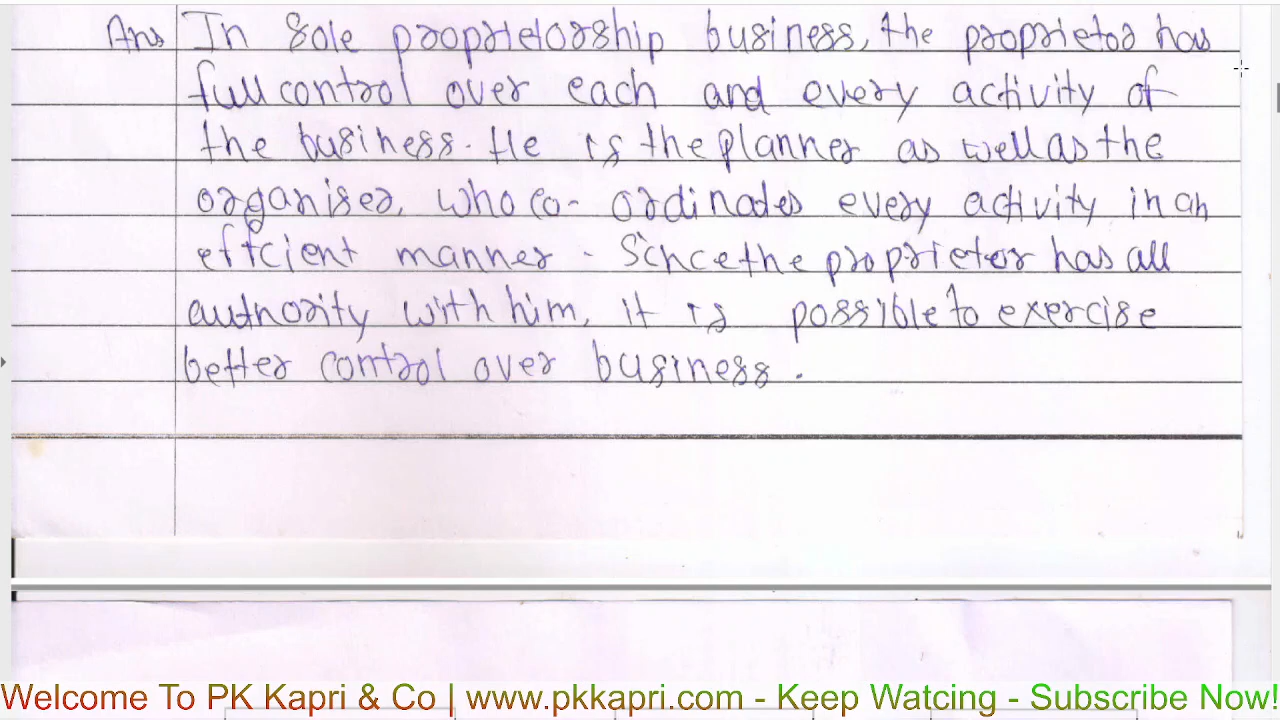 Ans In Sole proprietorship business, the proprietor has
full control over each and every activity of
the business. He is the planner as well as the
organiser, who co-ordinates every activity in an
effcient manner. Since the proprietor has all
authority with him, it is possible to exercise
better control over business.
Welcome To PK Kapri & Co | www.pkkapri.com - Keep Watcing - Subscribe Now!